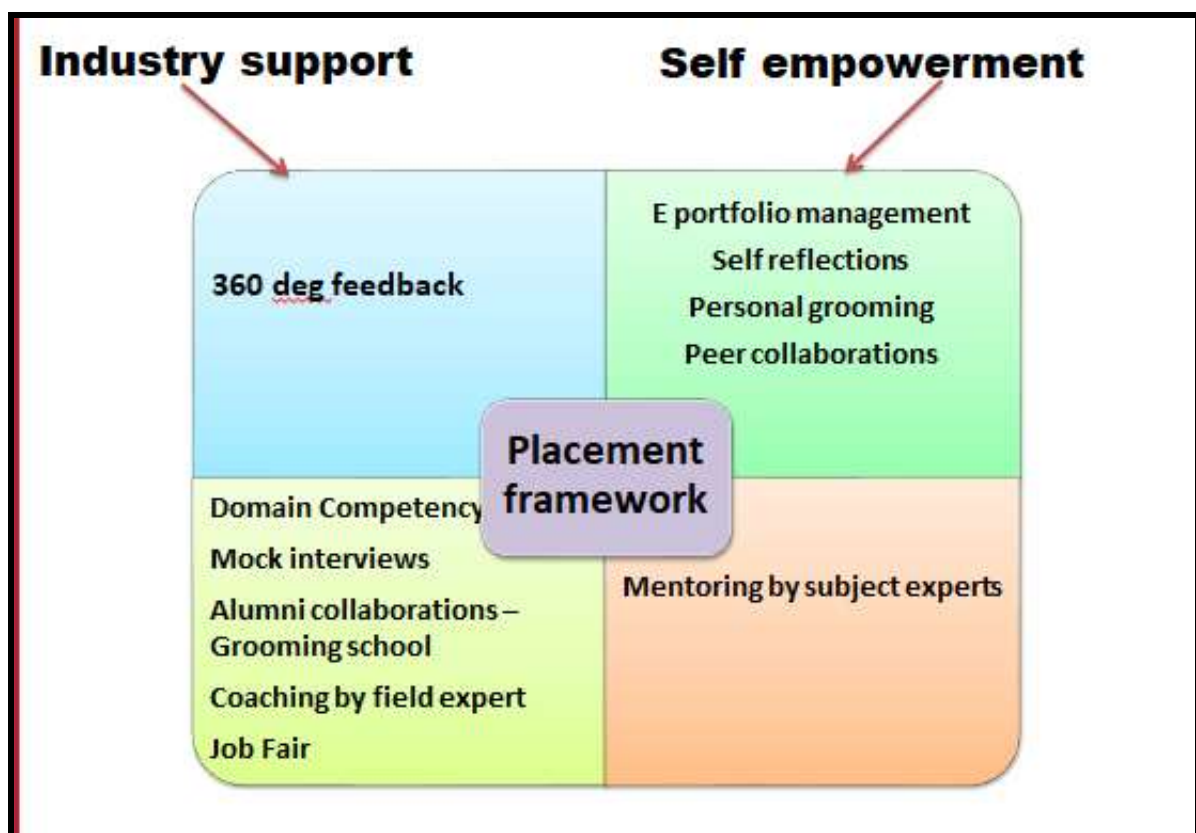 Industry support
Self empowerment
360 deg feedback
E portfolio management
Self reflections
Personal grooming
Peer collaborations
Placement
framework
Domain Competency
Mock interviews
Alumni collaborations –
Grooming school
Coaching by field expert
Job Fair
Mentoring by subject experts